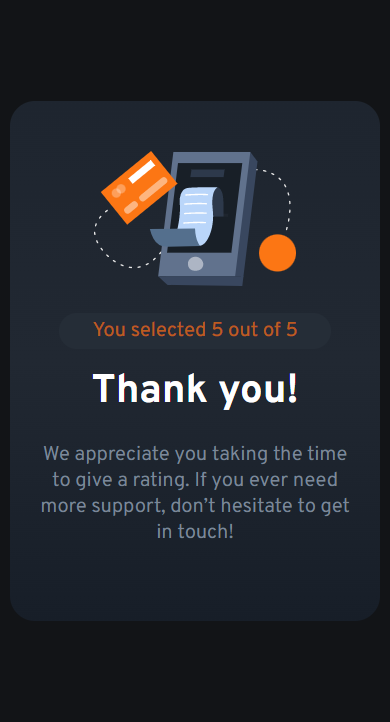 You selected 5 out of 5
Thank you!
We appreciate you taking the time
to give a rating. If you ever need
more support, don’t hesitate to get
in touch!